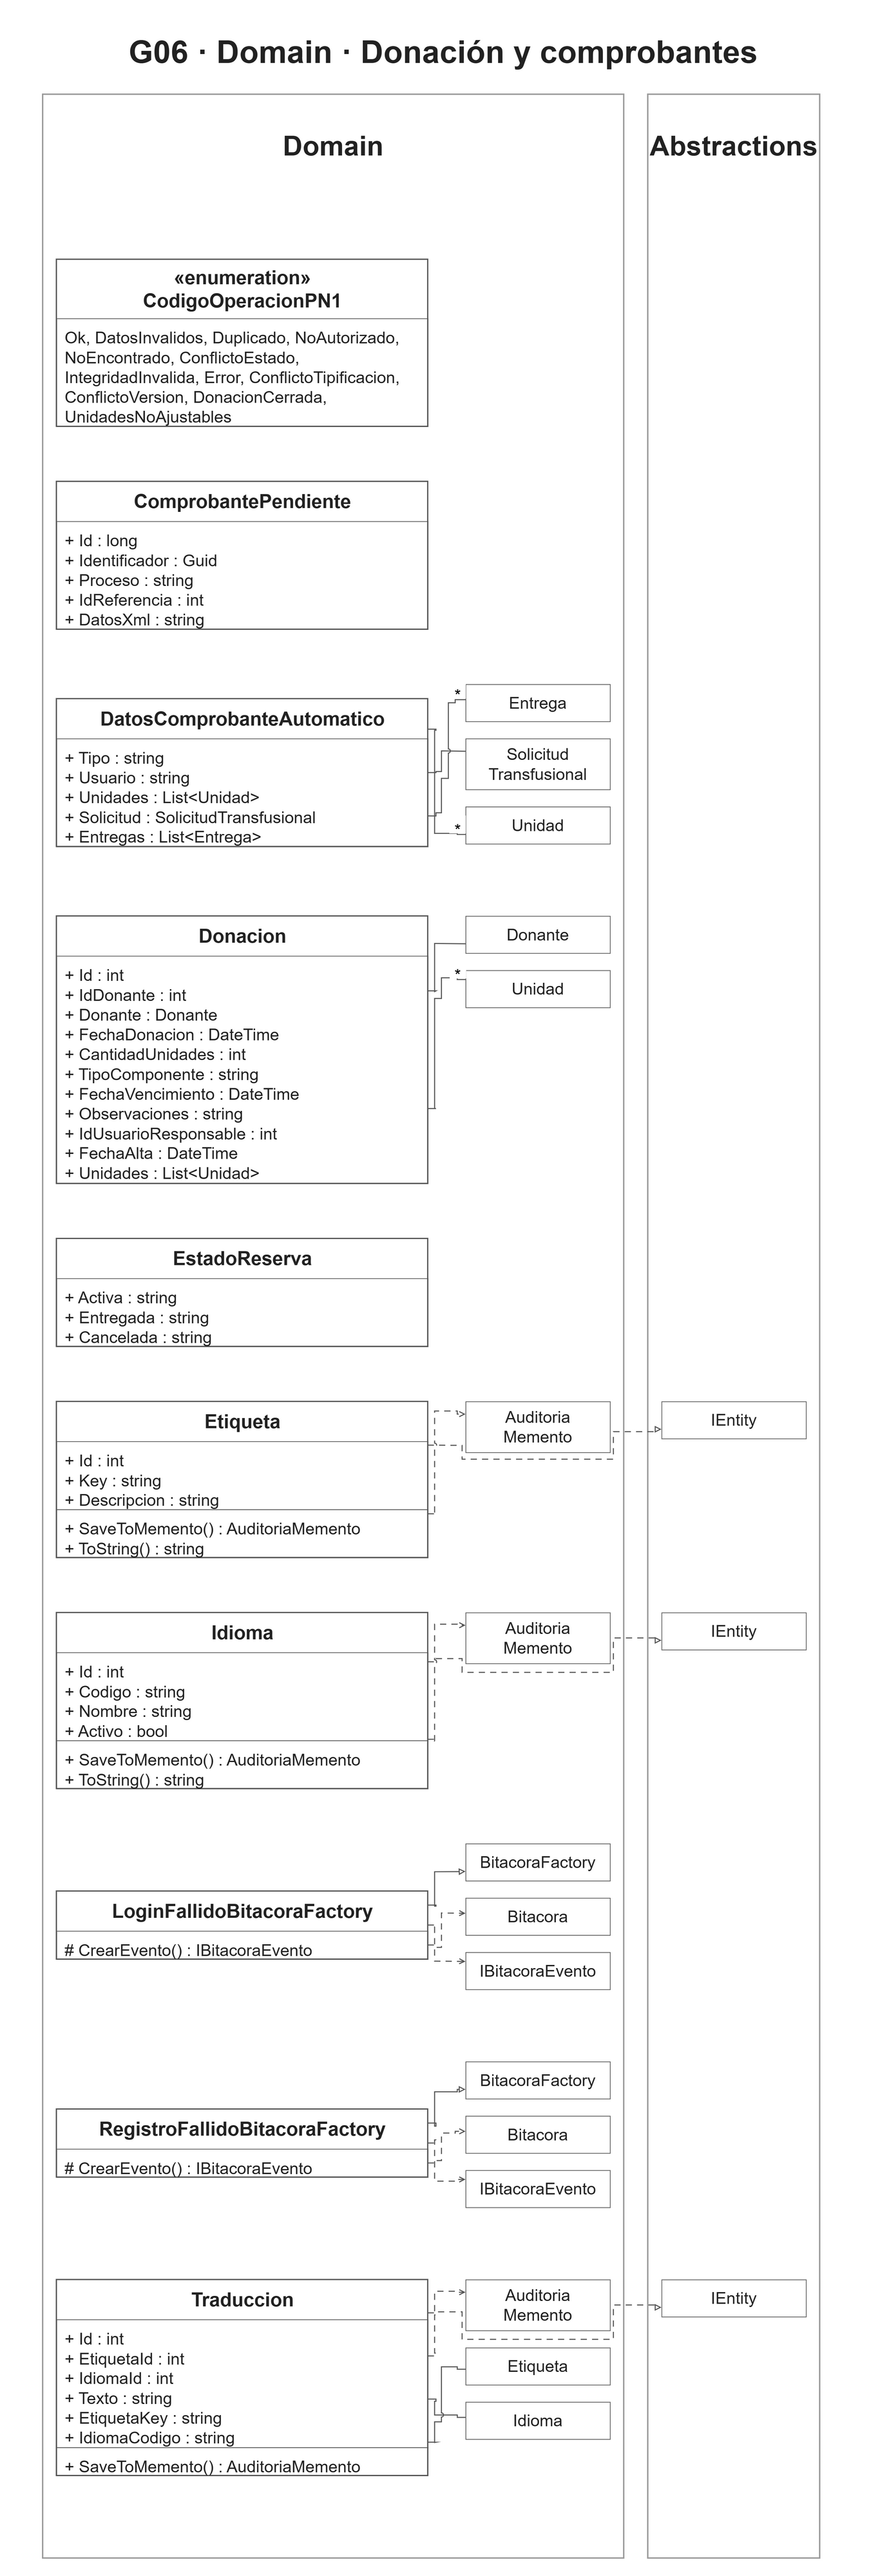 G06 · Domain · Donación y comprobantes
Domain
Abstractions
«enumeration»
CodigoOperacionPN1
Ok, DatosInvalidos, Duplicado, NoAutorizado,
NoEncontrado, ConflictoEstado,
IntegridadInvalida, Error, ConflictoTipificacion,
ConflictoVersion, DonacionCerrada,
UnidadesNoAjustables
ComprobantePendiente
+ Id : long
+ Identificador : Guid
+ Proceso : string
+ IdReferencia : int
+ DatosXml : string
DatosComprobanteAutomatico
+ Tipo : string
+ Usuario : string
+ Unidades : List<Unidad>
+ Solicitud : SolicitudTransfusional
+ Entregas : List<Entrega>
*
Entrega
Solicitud
Transfusional
*
Unidad
Donacion
+ Id : int
+ IdDonante : int
+ Donante : Donante
+ FechaDonacion : DateTime
+ CantidadUnidades : int
+ TipoComponente : string
+ FechaVencimiento : DateTime
+ Observaciones : string
+ IdUsuarioResponsable : int
+ FechaAlta : DateTime
+ Unidades : List<Unidad>
Donante
*
Unidad
EstadoReserva
+ Activa : string
+ Entregada : string
+ Cancelada : string
Etiqueta
+ Id : int
+ Key : string
+ Descripcion : string
+ SaveToMemento() : AuditoriaMemento
+ ToString() : string
Auditoria
Memento
IEntity
Idioma
+ Id : int
+ Codigo : string
+ Nombre : string
+ Activo : bool
+ SaveToMemento() : AuditoriaMemento
+ ToString() : string
Auditoria
Memento
IEntity
LoginFallidoBitacoraFactory
# CrearEvento() : IBitacoraEvento
BitacoraFactory
Bitacora
IBitacoraEvento
RegistroFallidoBitacoraFactory
# CrearEvento() : IBitacoraEvento
BitacoraFactory
Bitacora
IBitacoraEvento
Traduccion
+ Id : int
+ EtiquetaId : int
+ IdiomaId : int
+ Texto : string
+ EtiquetaKey : string
+ IdiomaCodigo : string
+ SaveToMemento() : AuditoriaMemento
Auditoria
Memento
Etiqueta
Idioma
IEntity